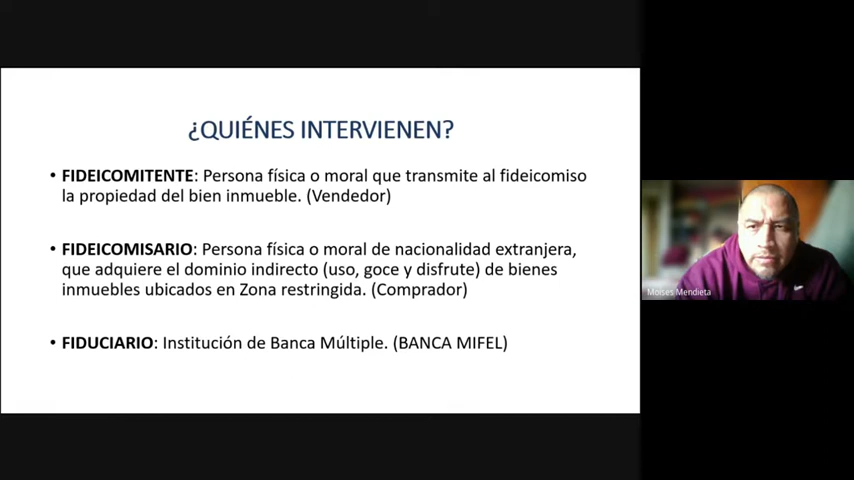 ¿QUIÉNES INTERVIENEN?
• FIDEICOMITENTE: Persona física o moral que transmite al fideicomiso
la propiedad del bien inmueble. (Vendedor)
• FIDEICOMISARIO: Persona física o moral de nacionalidad extranjera,
que adquiere el dominio indirecto (uso, goce y disfrute) de bienes
inmuebles ubicados en Zona restringida. (Comprador)
• FIDUCIARIO: Institución de Banca Múltiple. (BANCA MIFEL)
Moises Mendieta